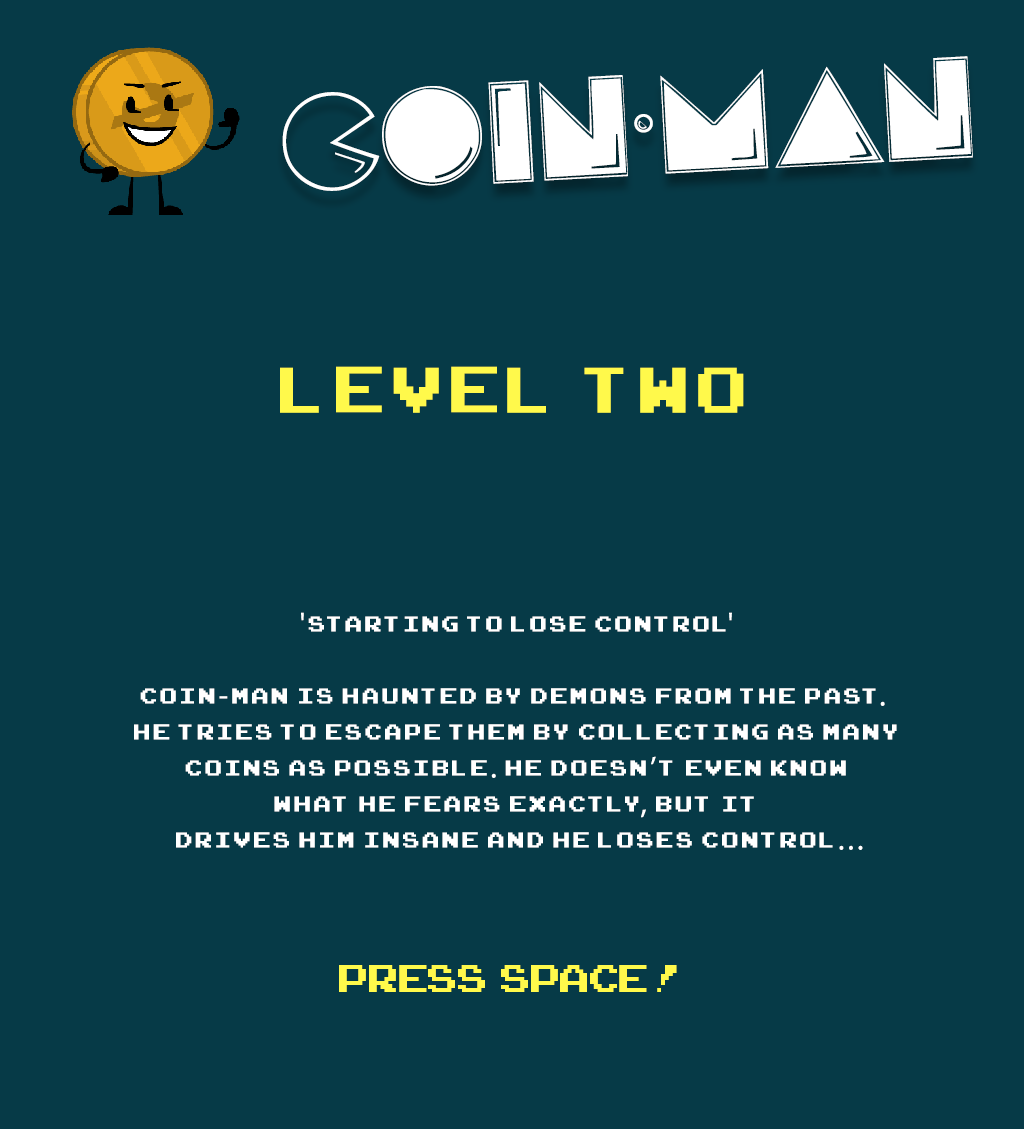 COIN-MAN
LEVEL TWO
'STARTING TO LOSE CONTROL'
COIN-MAN IS HAUNTED BY DEMONS FROM THE PAST.
HE TRIES TO ESCAPE THEM BY COLLECTING AS MANY
COINS AS POSSIBLE. HE DOESN'T EVEN KNOW
WHAT HE FEARS EXACTLY, BUT IT
DRIVES HIM INSANE AND HE LOSES CONTROL...
PRESS SPACE!